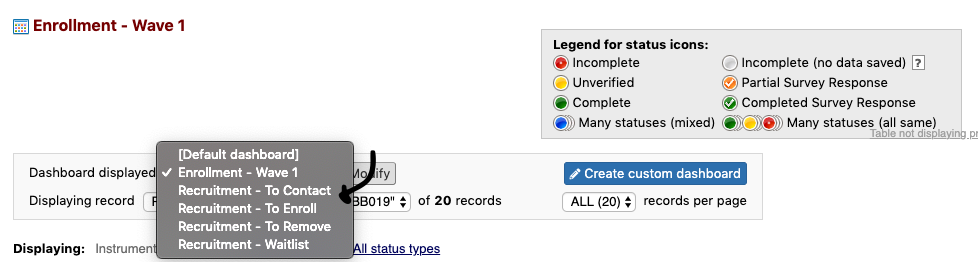 Enrollment - Wave 1
Legend for status icons:
Incomplete
Incomplete (no data saved) ?
Unverified
Partial Survey Response
Complete
Completed Survey Response
Many statuses (mixed)
Many statuses (all same)
Table not displaying pr
[Default dashboard]
Dashboard displayed
✓ Enrollment - Wave 1
Modify
Create custom dashboard
Recruitment - To Contact
Displaying record
BB019"
of 20 records
ALL (20)
records per page
Recruitment - To Enroll
Recruitment - To Remove
Recruitment - Waitlist
Displaying: Instrument
All status types